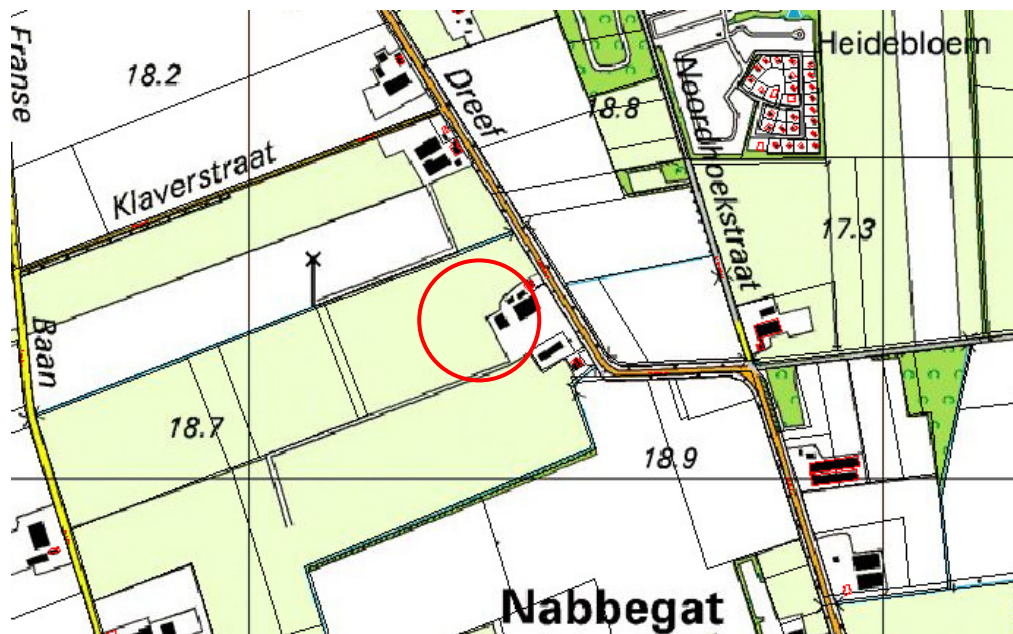 Franse
Baan
18.2
Klaverstraat
Dreef
18.8
Noordhoekstraat
Heidebloem
17.3
18.7
18.9
Nabbegat